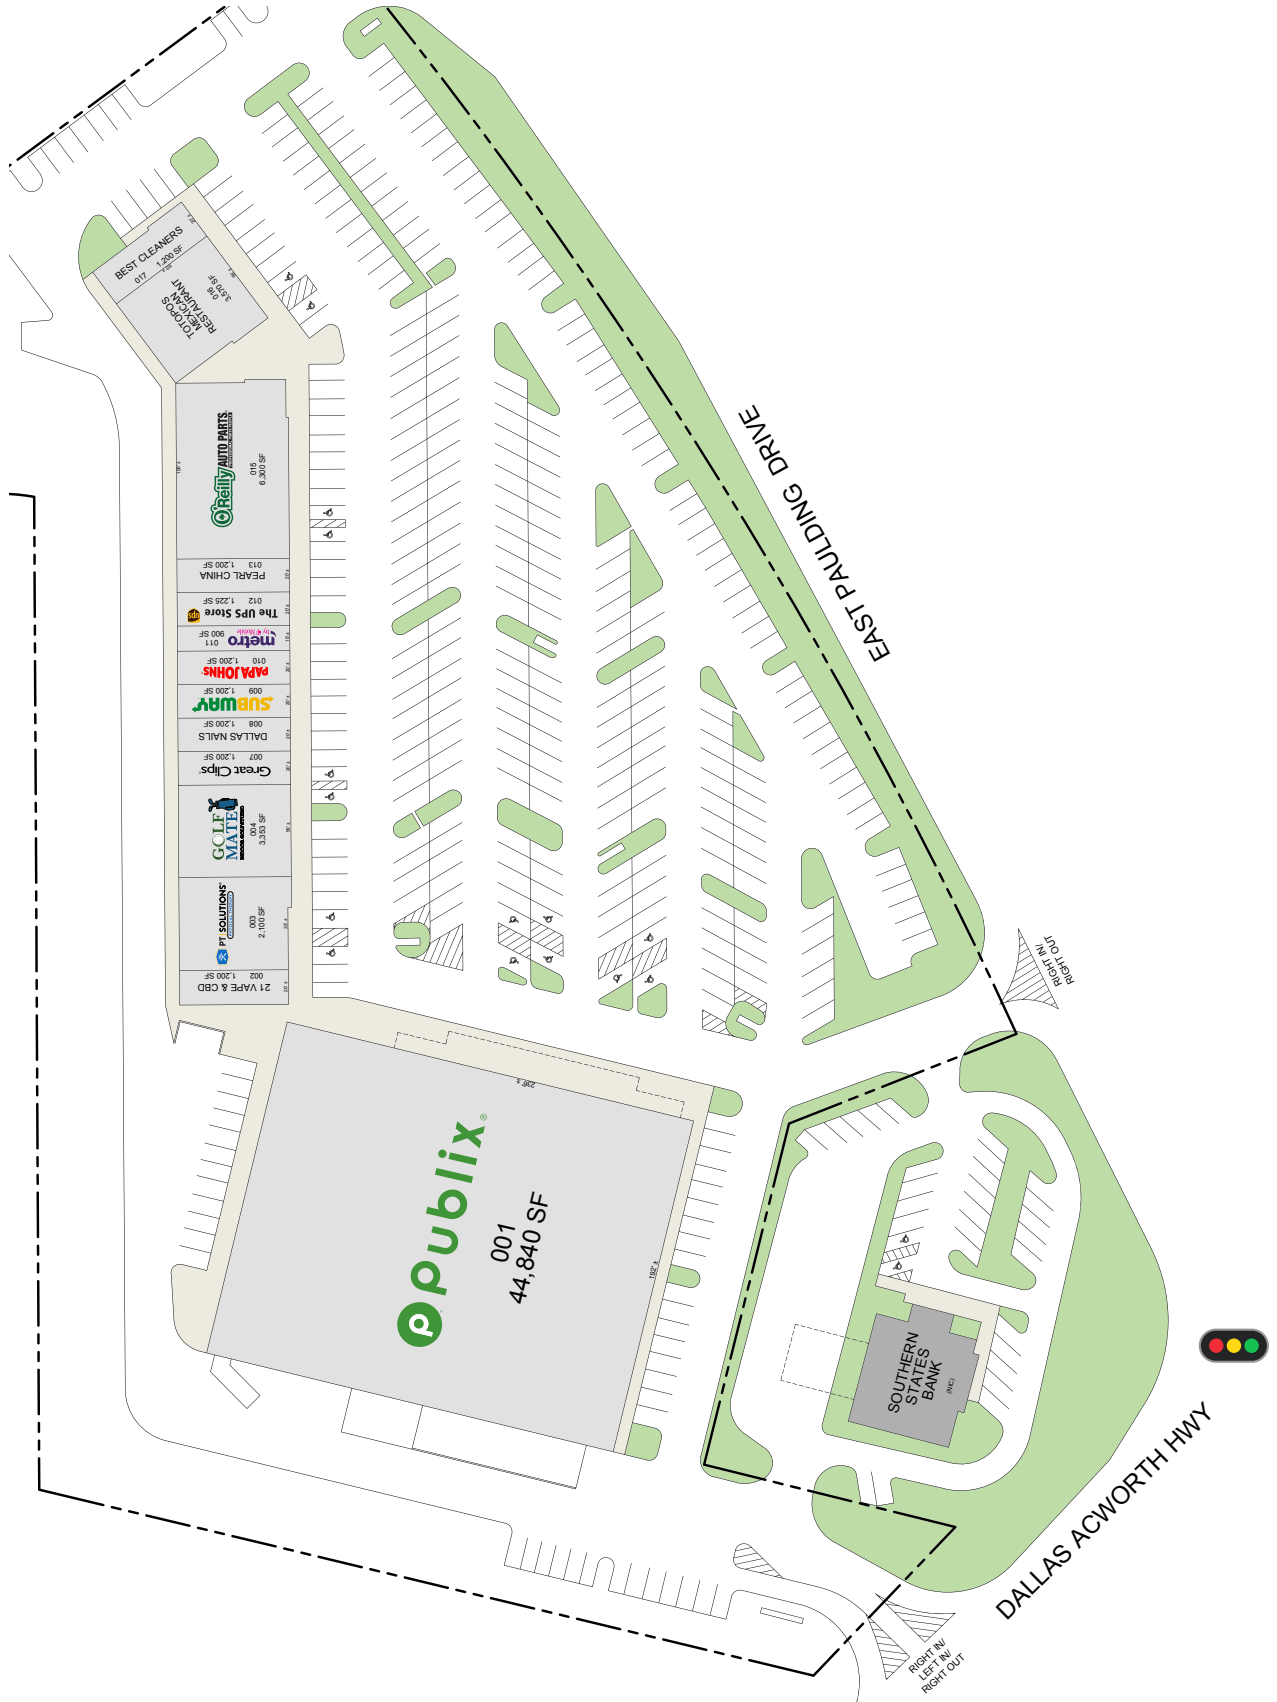 BEST CLEANERS
017 1,200 SF
TOTOPOS
MEXICAN
RESTAURANT
016
3,570 SF
O'Reilly AUTO PARTS
015
6,300 SF
013 1,200 SF
PEARL CHINA
012 1,225 SF
The UPS Store
ups
011 900 SF
metro
by T Mobile
010 1,200 SF
PAPA JOHNS
009 1,200 SF
SUBWAY
008 1,200 SF
DALLAS NAILS
007 1,200 SF
Great Clips®
GOLF
MATE
004
3,353 SF
PT SOLUTIONS
003
2,100 SF
002 1,200 SF
21 VAPE & CBD
Publix®
001
44,840 SF
236' ±
192' ±
EAST PAULDING DRIVE
RIGHT IN/
RIGHT OUT
SOUTHERN
STATES
BANK
(NIC)
DALLAS ACWORTH HWY
RIGHT IN/
LEFT IN/
RIGHT OUT